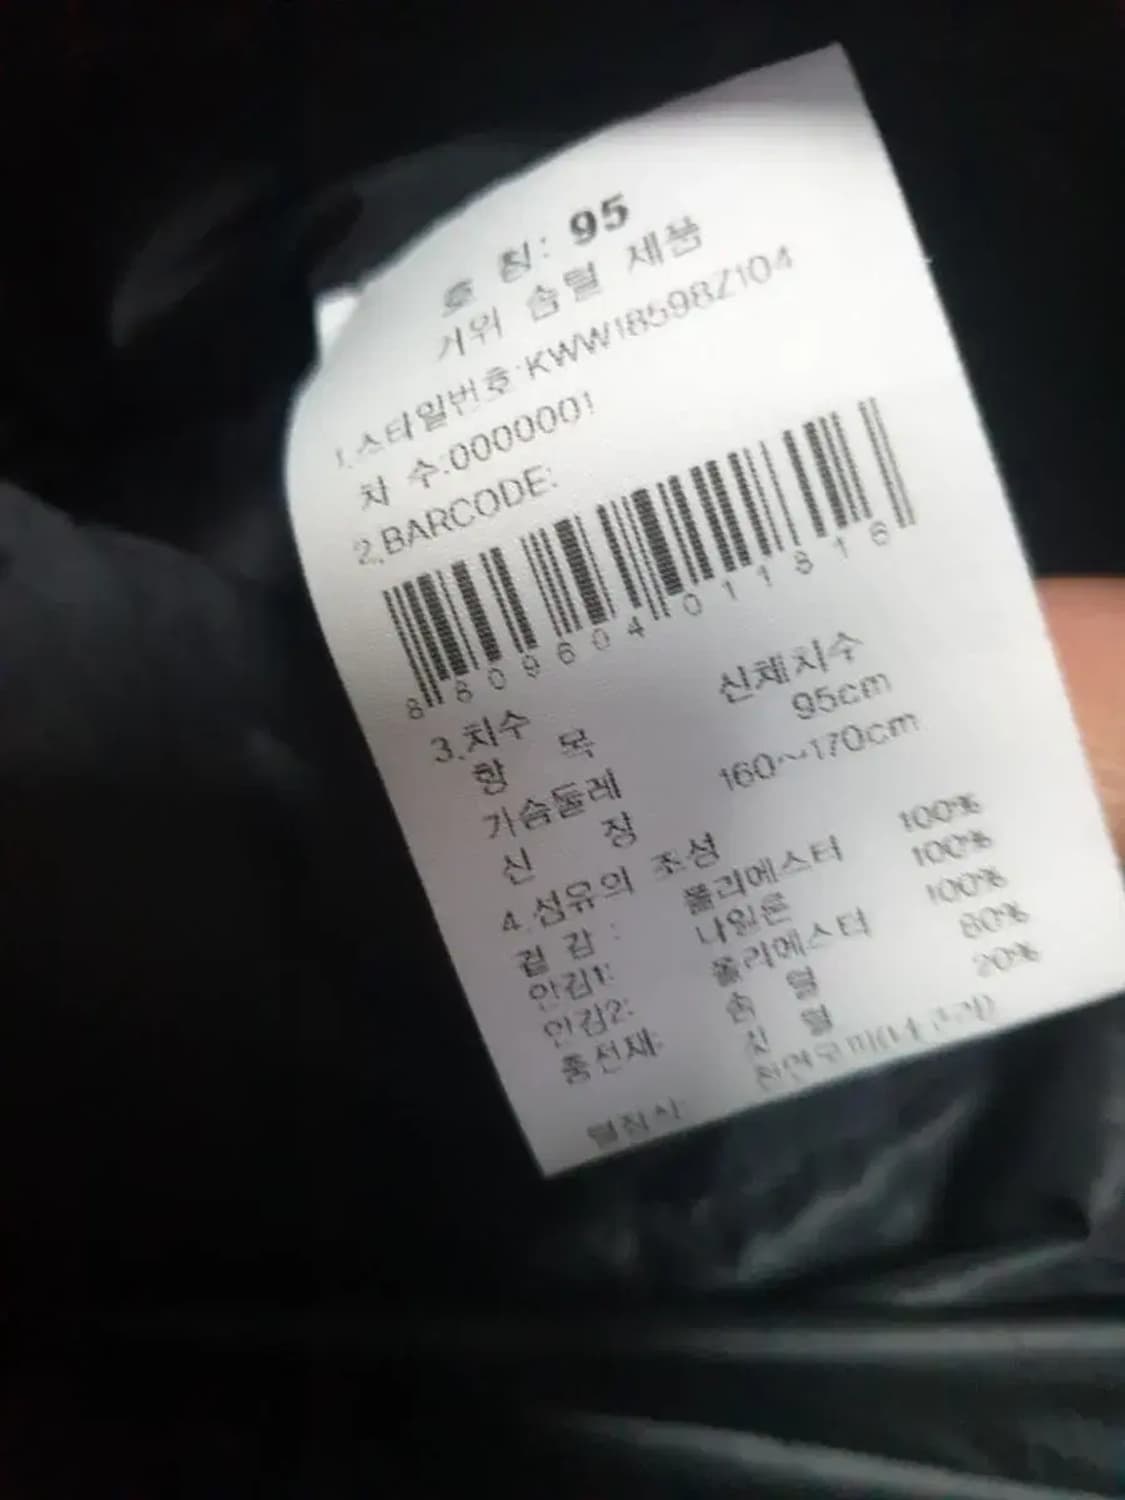 호 칭: 95
거위 솜털 제품
1.스타일번호:KWW18598Z104
차 수:0000001
2.BARCODE:
8809604011816
3.치수
항 목 신체치수
가슴둘레 95cm
신 장 160~170cm
4.섬유의 조성
겉 감 : 폴리에스터 100%
안감1: 나일론 100%
안감2: 폴리에스터 100%
충전재: 솜 털 80%
깃 털 20%